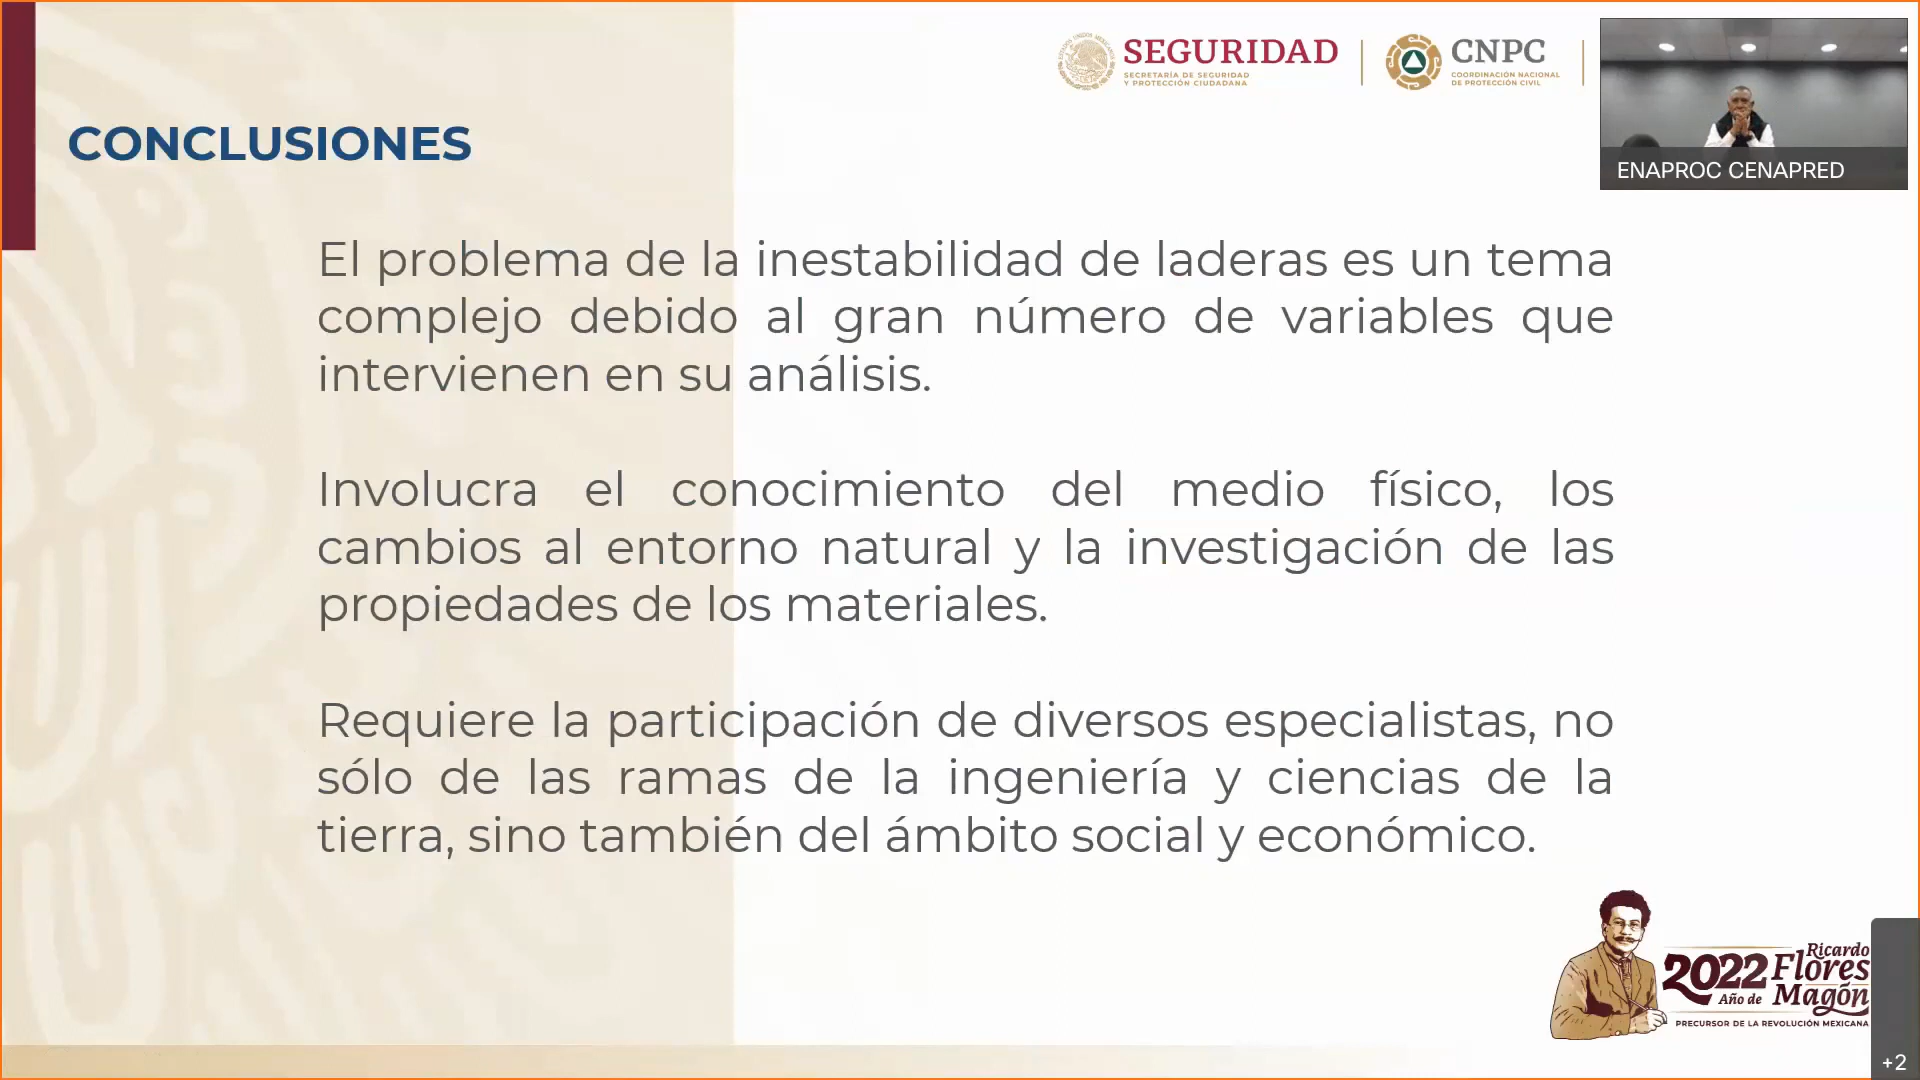 SEGURIDAD
SECRETARÍA DE SEGURIDAD
Y PROTECCIÓN CIUDADANA
CNPC
COORDINACIÓN NACIONAL
DE PROTECCIÓN CIVIL
ENAPROC CENAPRED
CONCLUSIONES
El problema de la inestabilidad de laderas es un tema
complejo debido al gran número de variables que
intervienen en su análisis.
Involucra el conocimiento del medio físico, los
cambios al entorno natural y la investigación de las
propiedades de los materiales.
Requiere la participación de diversos especialistas, no
sólo de las ramas de la ingeniería y ciencias de la
tierra, sino también del ámbito social y económico.
2022
Año de
Ricardo
Flores
Magón
PRECURSOR DE LA REVOLUCIÓN MEXICANA
+2